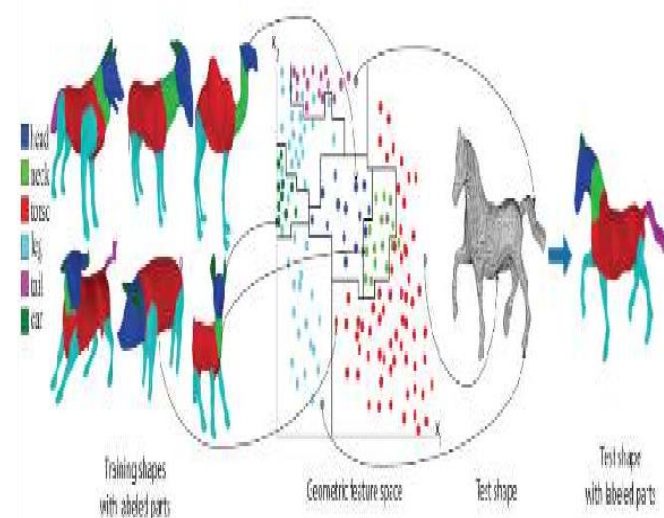 head
neck
torso
leg
tail
ear
Training shapes
with labeled parts
Geometric feature space
Test shape
Test shape
with labeled parts